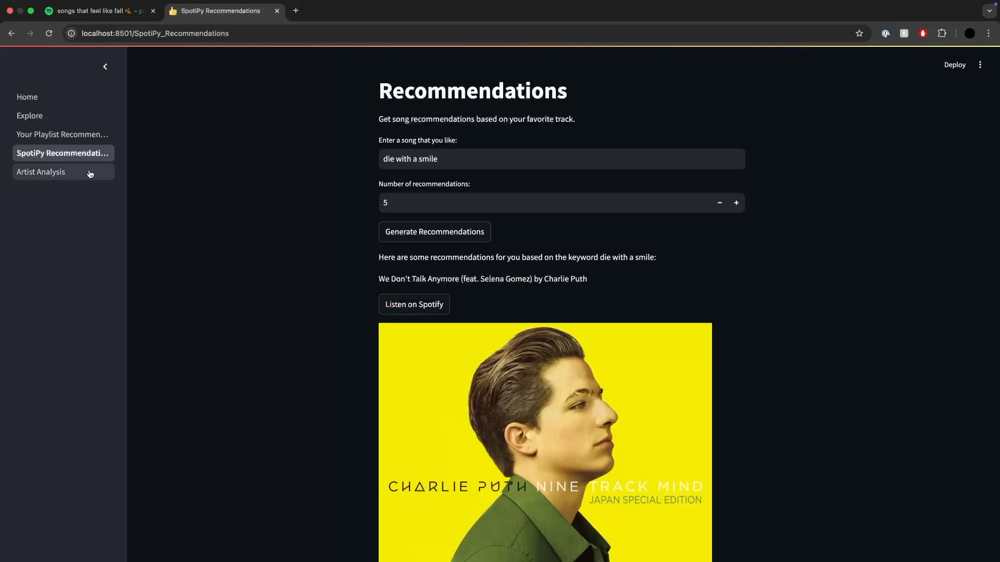 songs that feel like fall 🍂 - pl
SpotiPy Recommendations
localhost:8501/SpotiPy_Recommendations
Deploy
Home
Explore
Your Playlist Recommen...
SpotiPy Recommendati...
Artist Analysis
Recommendations
Get song recommendations based on your favorite track.
Enter a song that you like:
die with a smile
Number of recommendations:
5
Generate Recommendations
Here are some recommendations for you based on the keyword die with a smile:
We Don't Talk Anymore (feat. Selena Gomez) by Charlie Puth
Listen on Spotify
CHARLIE PUTH NINE TRACK MIND
JAPAN SPECIAL EDITION